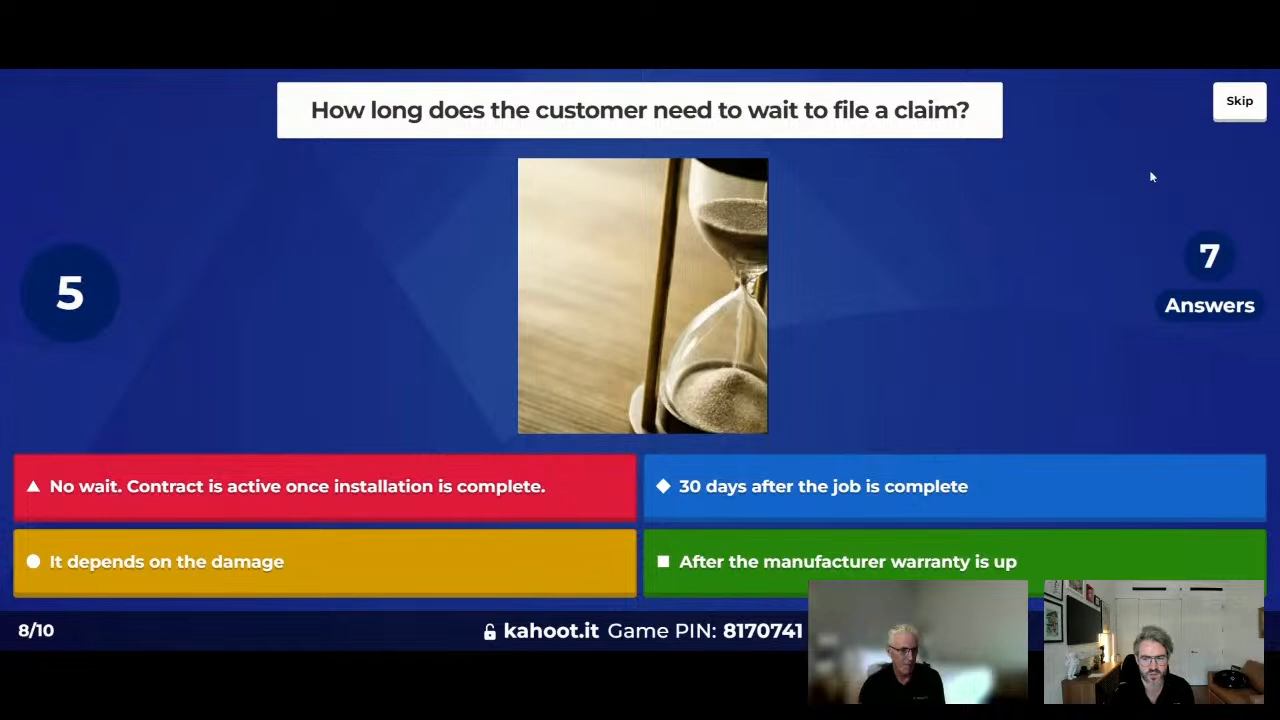 How long does the customer need to wait to file a claim?
Skip
5
7
Answers
▲ No wait. Contract is active once installation is complete.
◆ 30 days after the job is complete
● It depends on the damage
■ After the manufacturer warranty is up
8/10
kahoot.it Game PIN: 8170741